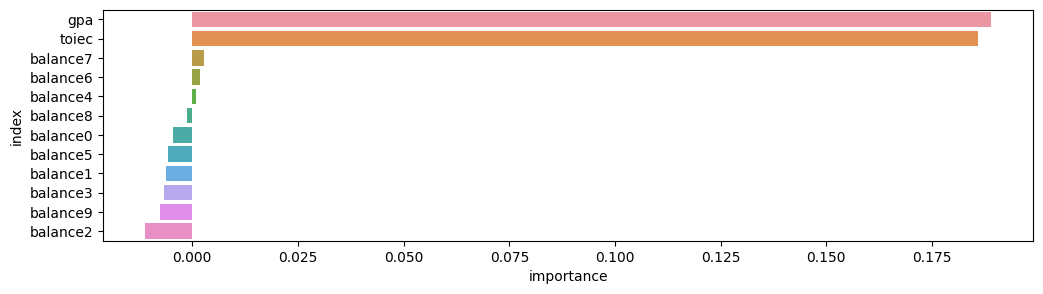 gpa
toiec
balance7
balance6
balance4
balance8
balance0
balance5
balance1
balance3
balance9
balance2
index
0.000 0.025 0.050 0.075 0.100 0.125 0.150 0.175
importance